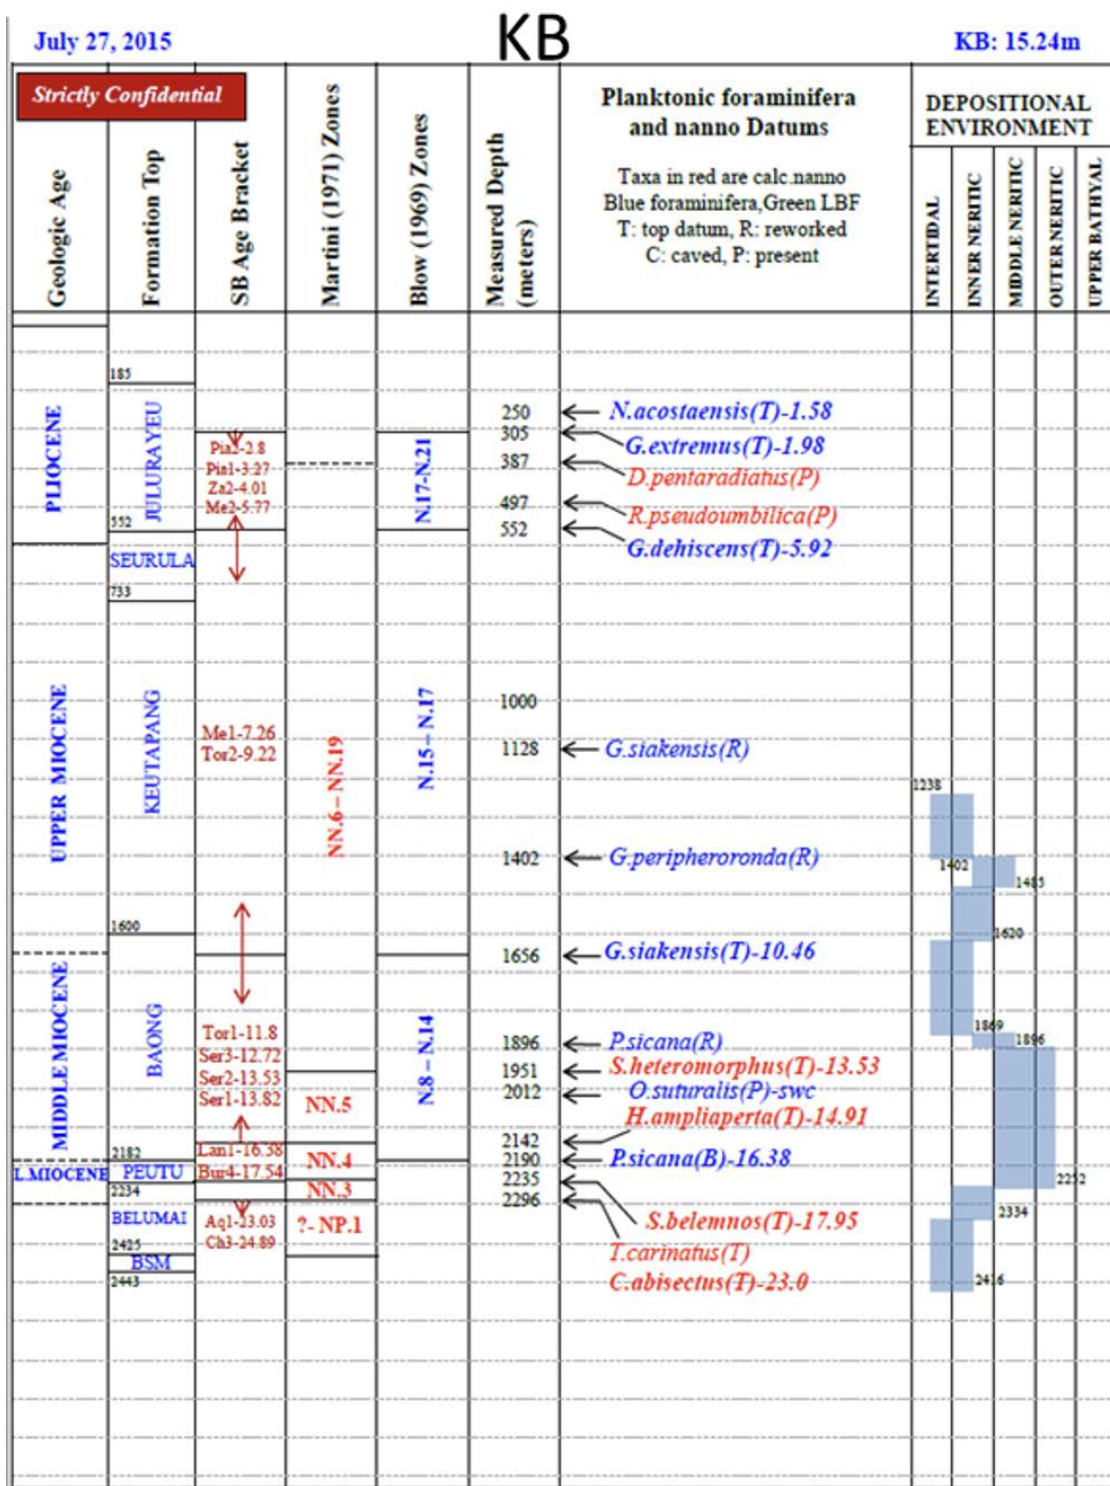 KB
July 27, 2015
KB: 15.24m
Strictly Confidential
Geologic Age
Formation Top
SB Age Bracket
Martini (1971) Zones
Blow (1969) Zones
Measured Depth
(meters)
Planktonic foraminifera
and nanno Datums
Taxa in red are calc.nanno
Blue foraminifera,Green LBF
T: top datum, R: reworked
C: caved, P: present
DEPOSITIONAL
ENVIRONMENT
INTERTIDAL
INNER NERITIC
MIDDLE NERITIC
OUTER NERITIC
UPPER BATHYAL
PLIOCENE
UPPER MIOCENE
MIDDLE MIOCENE
L.MIOCENE
185
JULURAYEU
552
SEURULA
733
KEUTAPANG
1600
BAONG
2182
PEUTU
2234
BELUMAI
2425
BSM
2443
Pia2-2.8
Pia1-3.27
Za2-4.01
Me2-5.77
Me1-7.26
Tor2-9.22
Tor1-11.8
Ser3-12.72
Ser2-13.53
Ser1-13.82
Lan1-16.38
Bur4-17.54
Aq1-23.03
Ch3-24.89
NN.6 – NN.19
NN.5
NN.4
NN.3
?- NP.1
N.17-N.21
N.15 – N.17
N.8 – N.14
250
305
387
497
552
1000
1128
1402
1656
1896
1951
2012
2142
2190
2235
2296
N.acostaensis(T)-1.58
G.extremus(T)-1.98
D.pentaradiatus(P)
R.pseudoumbilica(P)
G.dehiscens(T)-5.92
G.siakensis(R)
G.peripheroronda(R)
G.siakensis(T)-10.46
P.sicana(R)
S.heteromorphus(T)-13.53
O.suturalis(P)-swc
H.ampliaperta(T)-14.91
P.sicana(B)-16.38
S.belemnos(T)-17.95
T.carinatus(T)
C.abisectus(T)-23.0
1238
1402
1485
1620
1869
1896
2252
2334
2416